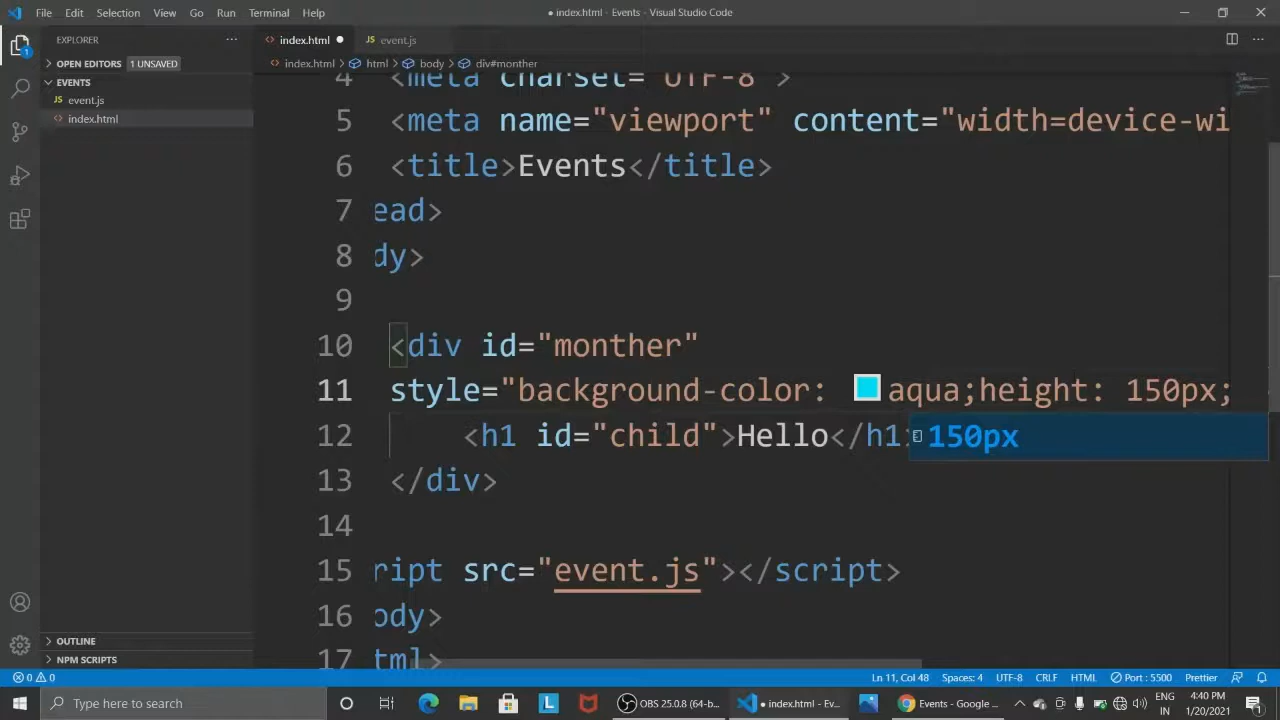 File Edit Selection View Go Run Terminal Help
● index.html - Events - Visual Studio Code
EXPLORER
index.html
event.js
OPEN EDITORS 1 UNSAVED
index.html > html > body > div#monther
EVENTS
event.js
index.html
4 <meta charset="UTF-8">
5 <meta name="viewport" content="width=device-wi
6 <title>Events</title>
7 ead>
8 dy>
9
10 <div id="monther"
11 style="background-color: aqua;height: 150px;
12 <h1 id="child">Hello</h1>
150px
13 </div>
14
15 ript src="event.js"></script>
16 ody>
17 tml>
OUTLINE
NPM SCRIPTS
0 0
Ln 11, Col 48 Spaces: 4 UTF-8 CRLF HTML Port : 5500 Prettier
Type here to search
OBS 25.0.8 (64-b...
● index.html - Ev...
Events - Google ...
ENG
IN
4:40 PM
1/20/2021